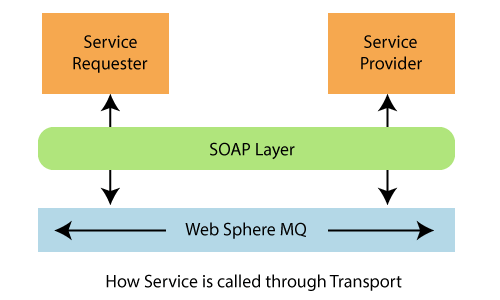 Service
Requester
Service
Provider
SOAP Layer
Web Sphere MQ
How Service is called through Transport